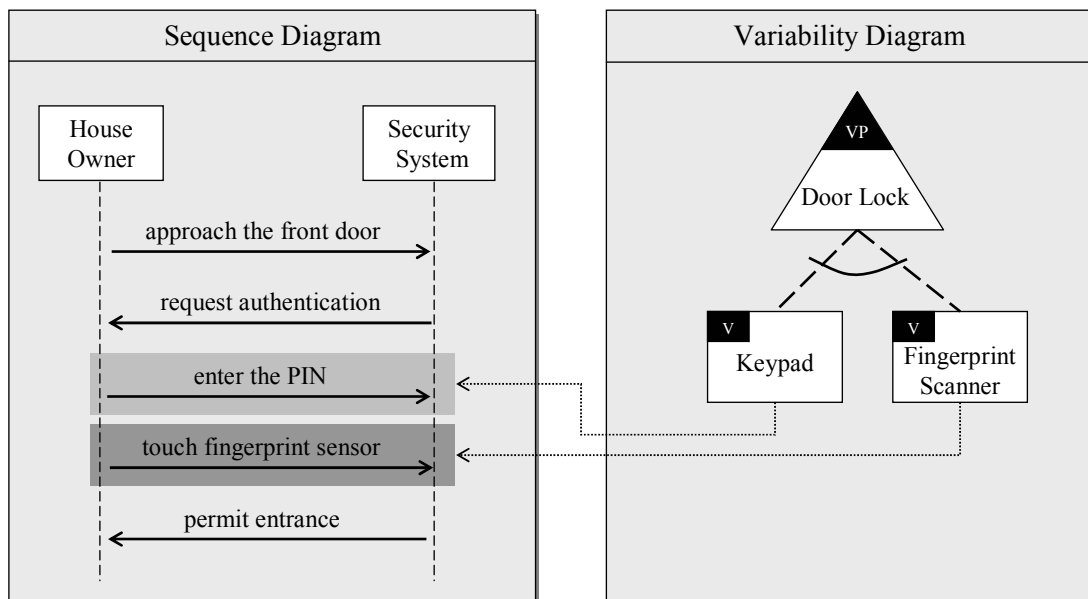 Sequence Diagram
House
Owner
Security
System
approach the front door
request authentication
enter the PIN
touch fingerprint sensor
permit entrance
Variability Diagram
VP
Door Lock
V
Keypad
V
Fingerprint
Scanner